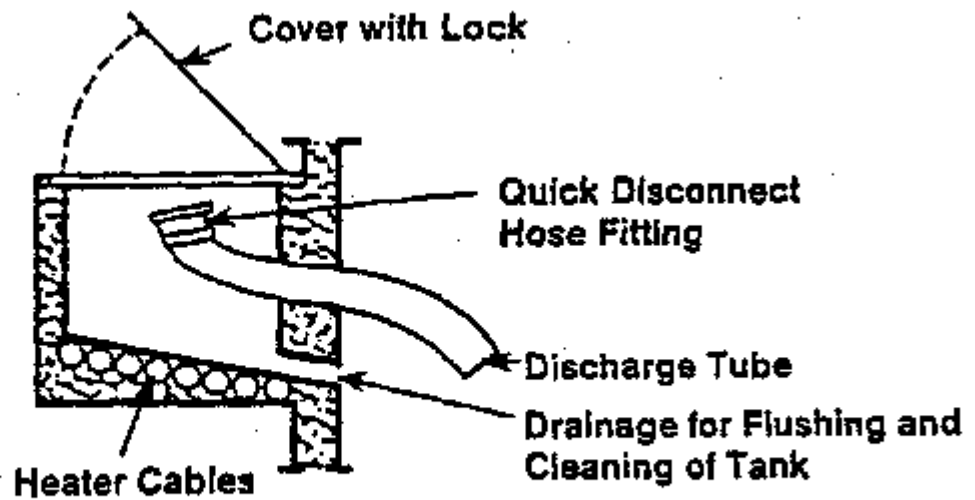 Cover with Lock
Quick Disconnect
Hose Fitting
Discharge Tube
Drainage for Flushing and
Cleaning of Tank
Heater Cables